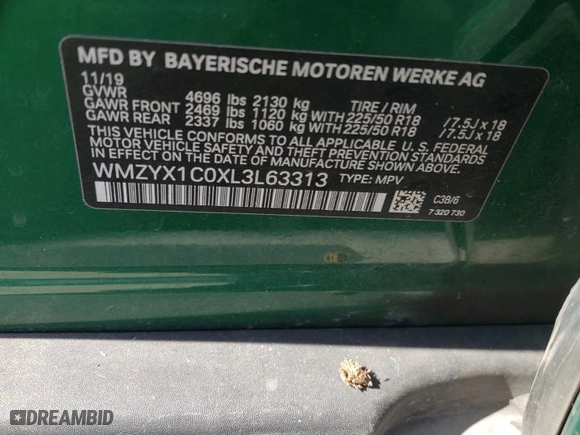 MFD BY BAYERISCHE MOTOREN WERKE AG
11/19
GVWR 4696 lbs 2130 kg TIRE / RIM
GAWR FRONT 2469 lbs 1120 kg WITH 225/50 R18 / 7.5J x 18
GAWR REAR 2337 lbs 1060 kg WITH 225/50 R18 / 7.5J x 18
THIS VEHICLE CONFORMS TO ALL APPLICABLE U. S. FEDERAL
MOTOR VEHICLE SAFETY AND THEFT PREVENTION STANDARDS
IN EFFECT ON THE DATE OF MANUFACTURE SHOWN ABOVE.
WMZYX1C0XL3L63313 TYPE: MPV
C3B/6
7 320 730
DREAMBID